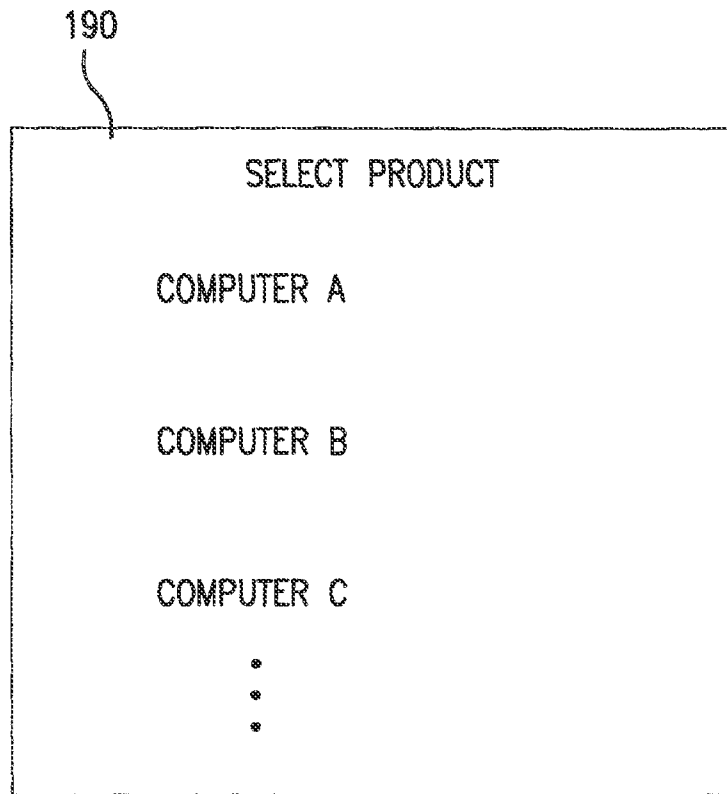 190
SELECT PRODUCT
COMPUTER A
COMPUTER B
COMPUTER C